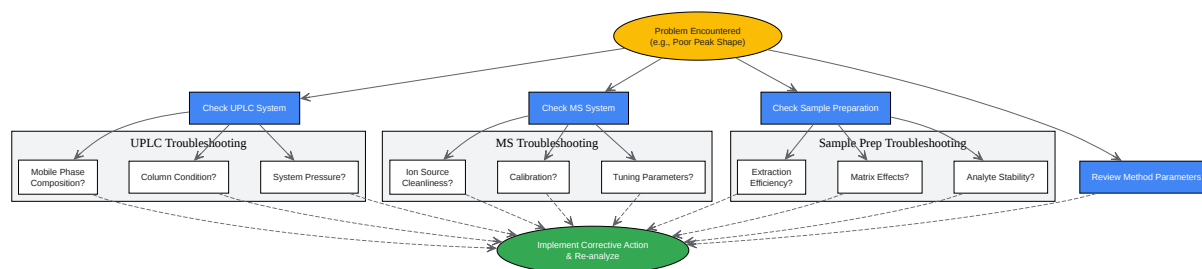 Problem Encountered
(e.g., Poor Peak Shape)
Check UPLC System
Check MS System
Check Sample Preparation
UPLC Troubleshooting
MS Troubleshooting
Sample Prep Troubleshooting
Mobile Phase
Composition?
Column Condition?
System Pressure?
Ion Source
Cleanliness?
Calibration?
Tuning Parameters?
Extraction
Efficiency?
Matrix Effects?
Analyte Stability?
Review Method Parameters
Implement Corrective Action
& Re-analyze